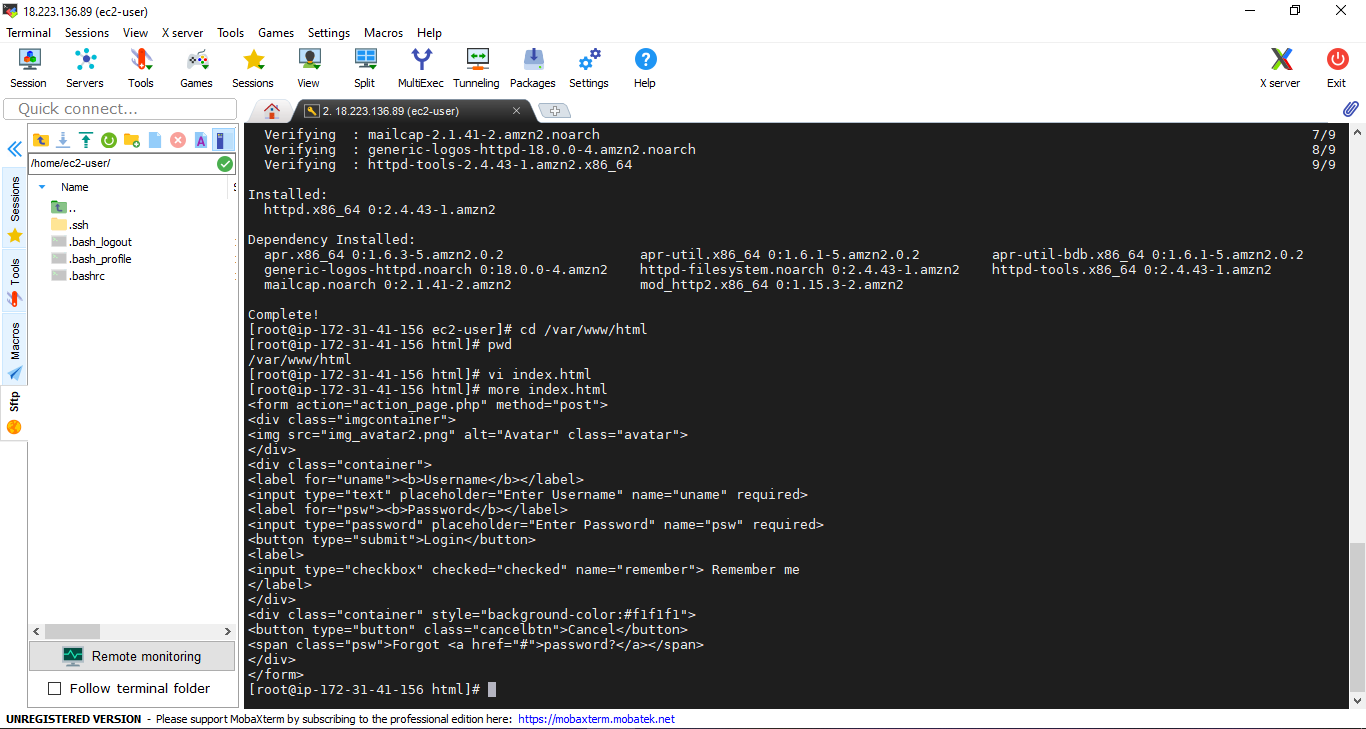 18.223.136.89 (ec2-user)
Terminal Sessions View X server Tools Games Settings Macros Help
Session Servers Tools Games Sessions View Split MultiExec Tunneling Packages Settings Help X server Exit
Quick connect...
2. 18.223.136.89 (ec2-user)
Sessions
Tools
Macros
Sftp
/home/ec2-user/
Name
..
.ssh
.bash_logout
.bash_profile
.bashrc
Remote monitoring
Follow terminal folder
Verifying : mailcap-2.1.41-2.amzn2.noarch 7/9
Verifying : generic-logos-httpd-18.0.0-4.amzn2.noarch 8/9
Verifying : httpd-tools-2.4.43-1.amzn2.x86_64 9/9
Installed:
httpd.x86_64 0:2.4.43-1.amzn2
Dependency Installed:
apr.x86_64 0:1.6.3-5.amzn2.0.2 apr-util.x86_64 0:1.6.1-5.amzn2.0.2 apr-util-bdb.x86_64 0:1.6.1-5.amzn2.0.2
generic-logos-httpd.noarch 0:18.0.0-4.amzn2 httpd-filesystem.noarch 0:2.4.43-1.amzn2 httpd-tools.x86_64 0:2.4.43-1.amzn2
mailcap.noarch 0:2.1.41-2.amzn2 mod_http2.x86_64 0:1.15.3-2.amzn2
Complete!
[root@ip-172-31-41-156 ec2-user]# cd /var/www/html
[root@ip-172-31-41-156 html]# pwd
/var/www/html
[root@ip-172-31-41-156 html]# vi index.html
[root@ip-172-31-41-156 html]# more index.html
<form action="action_page.php" method="post">
<div class="imgcontainer">
<img src="img_avatar2.png" alt="Avatar" class="avatar">
</div>
<div class="container">
<label for="uname"><b>Username</b></label>
<input type="text" placeholder="Enter Username" name="uname" required>
<label for="psw"><b>Password</b></label>
<input type="password" placeholder="Enter Password" name="psw" required>
<button type="submit">Login</button>
<label>
<input type="checkbox" checked="checked" name="remember"> Remember me
</label>
</div>
<div class="container" style="background-color:#f1f1f1">
<button type="button" class="cancelbtn">Cancel</button>
<span class="psw">Forgot <a href="#">password?</a></span>
</div>
</form>
[root@ip-172-31-41-156 html]#
UNREGISTERED VERSION - Please support MobaXterm by subscribing to the professional edition here: https://mobaxterm.mobatek.net